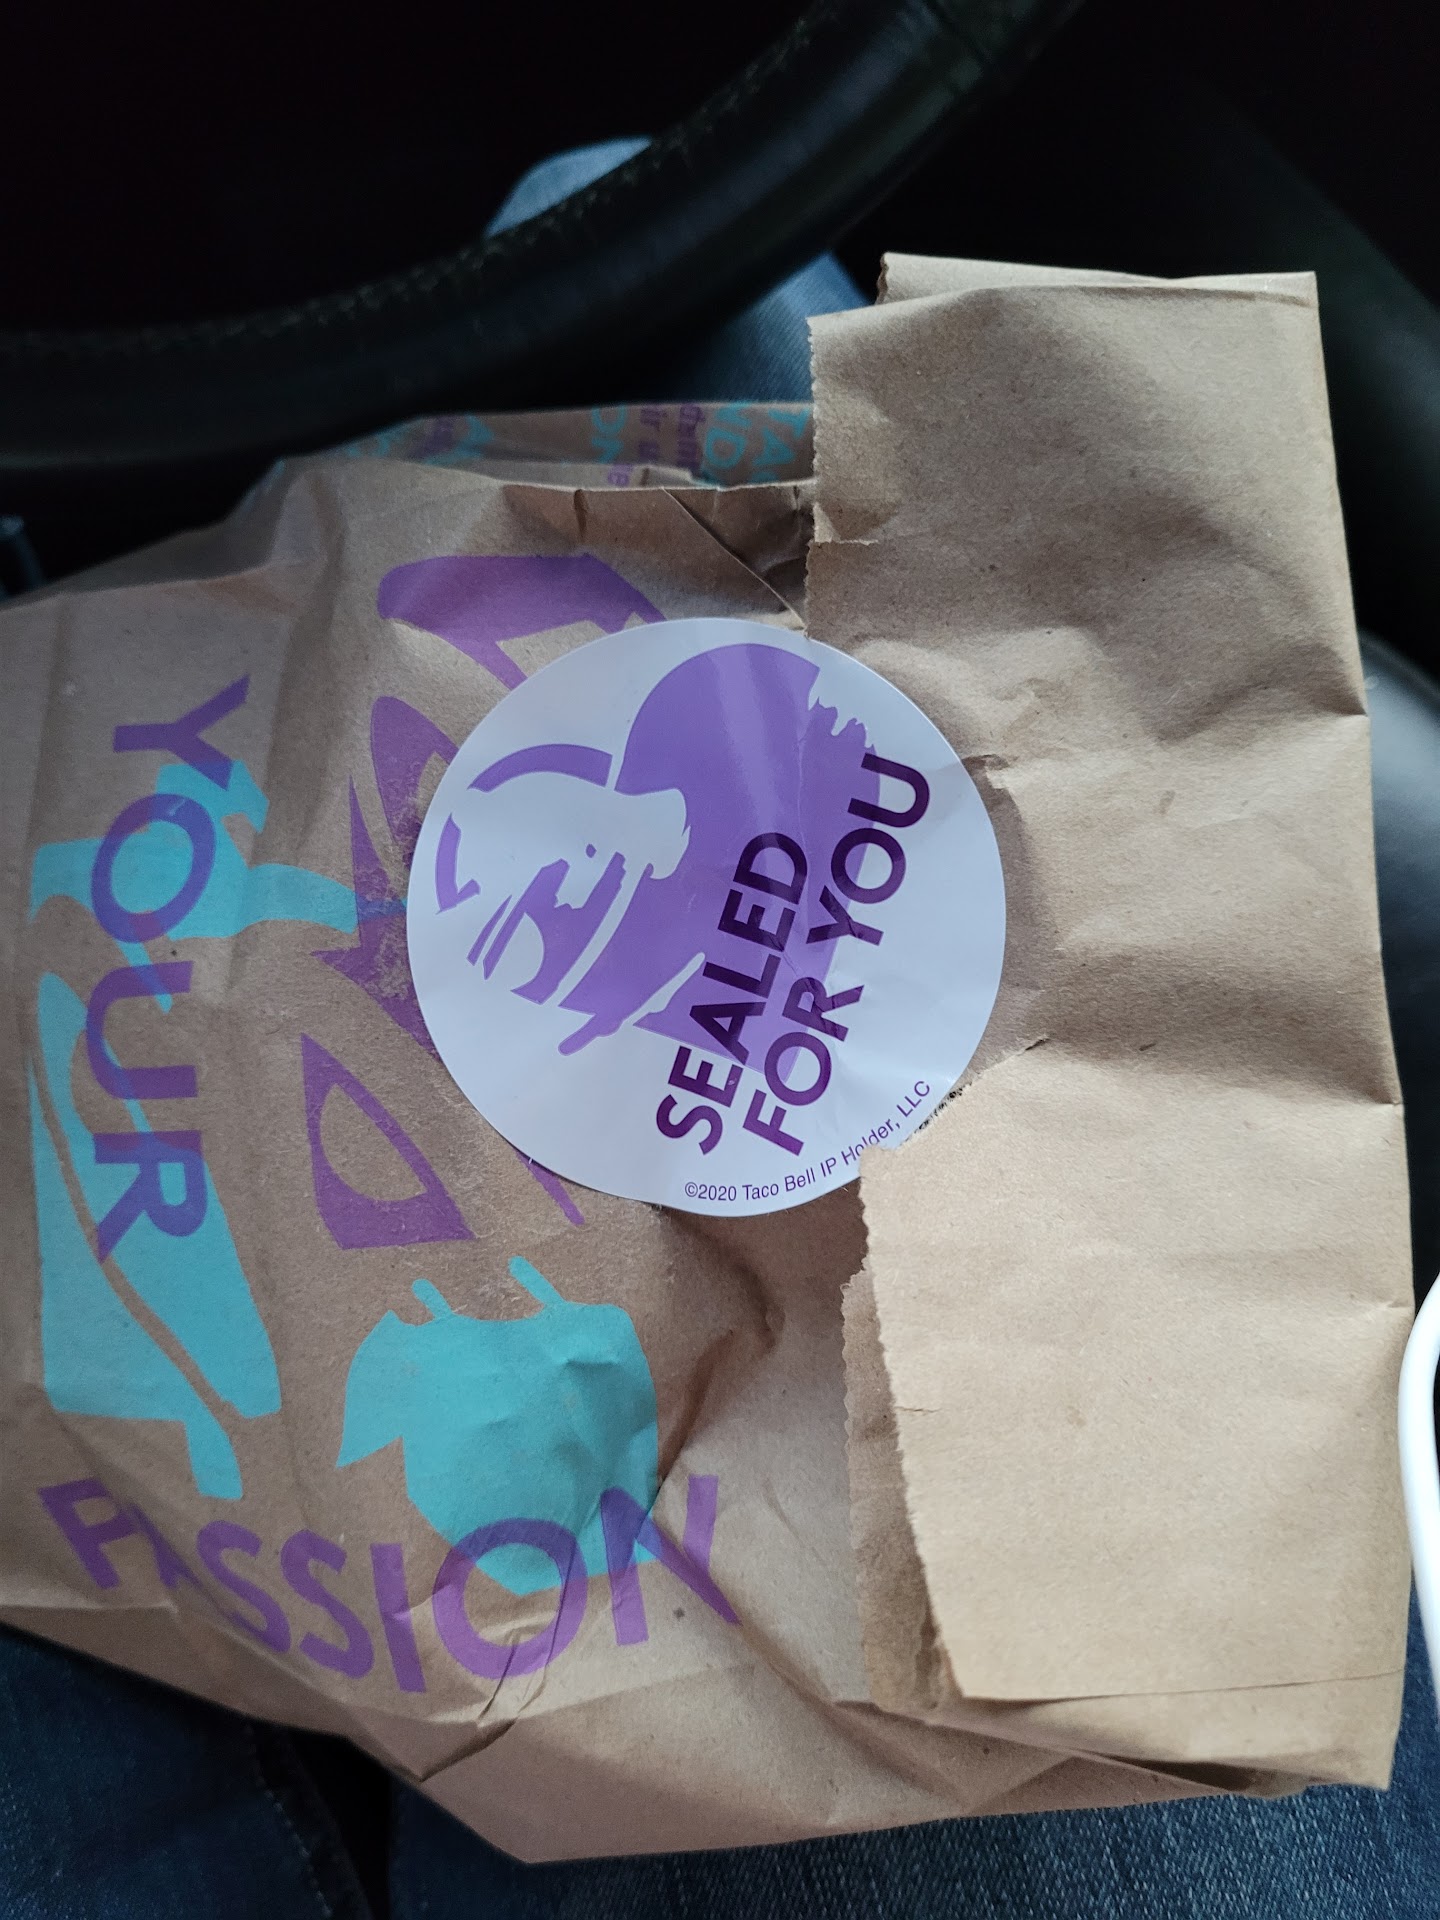 YOUR
PASSION
SEALED
FOR YOU
©2020 Taco Bell IP Holder, LLC